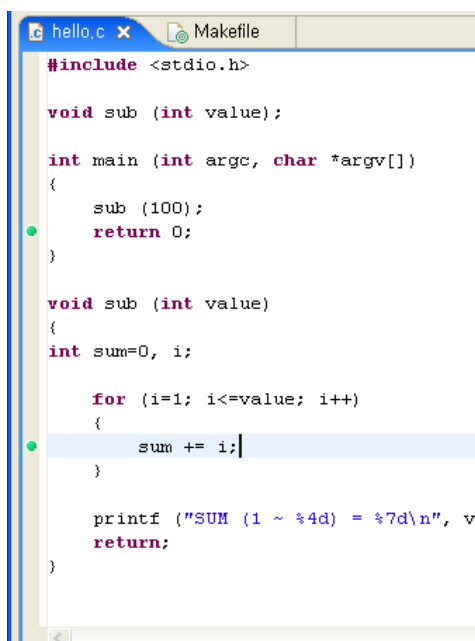 hello.c
Makefile
#include <stdio.h>
void sub (int value);
int main (int argc, char *argv[])
{
sub (100);
return 0;
}
void sub (int value)
{
int sum=0, i;
for (i=1; i<=value; i++)
{
sum += i;
}
printf ("SUM (1 ~ %4d) = %7d\n", v
return;
}